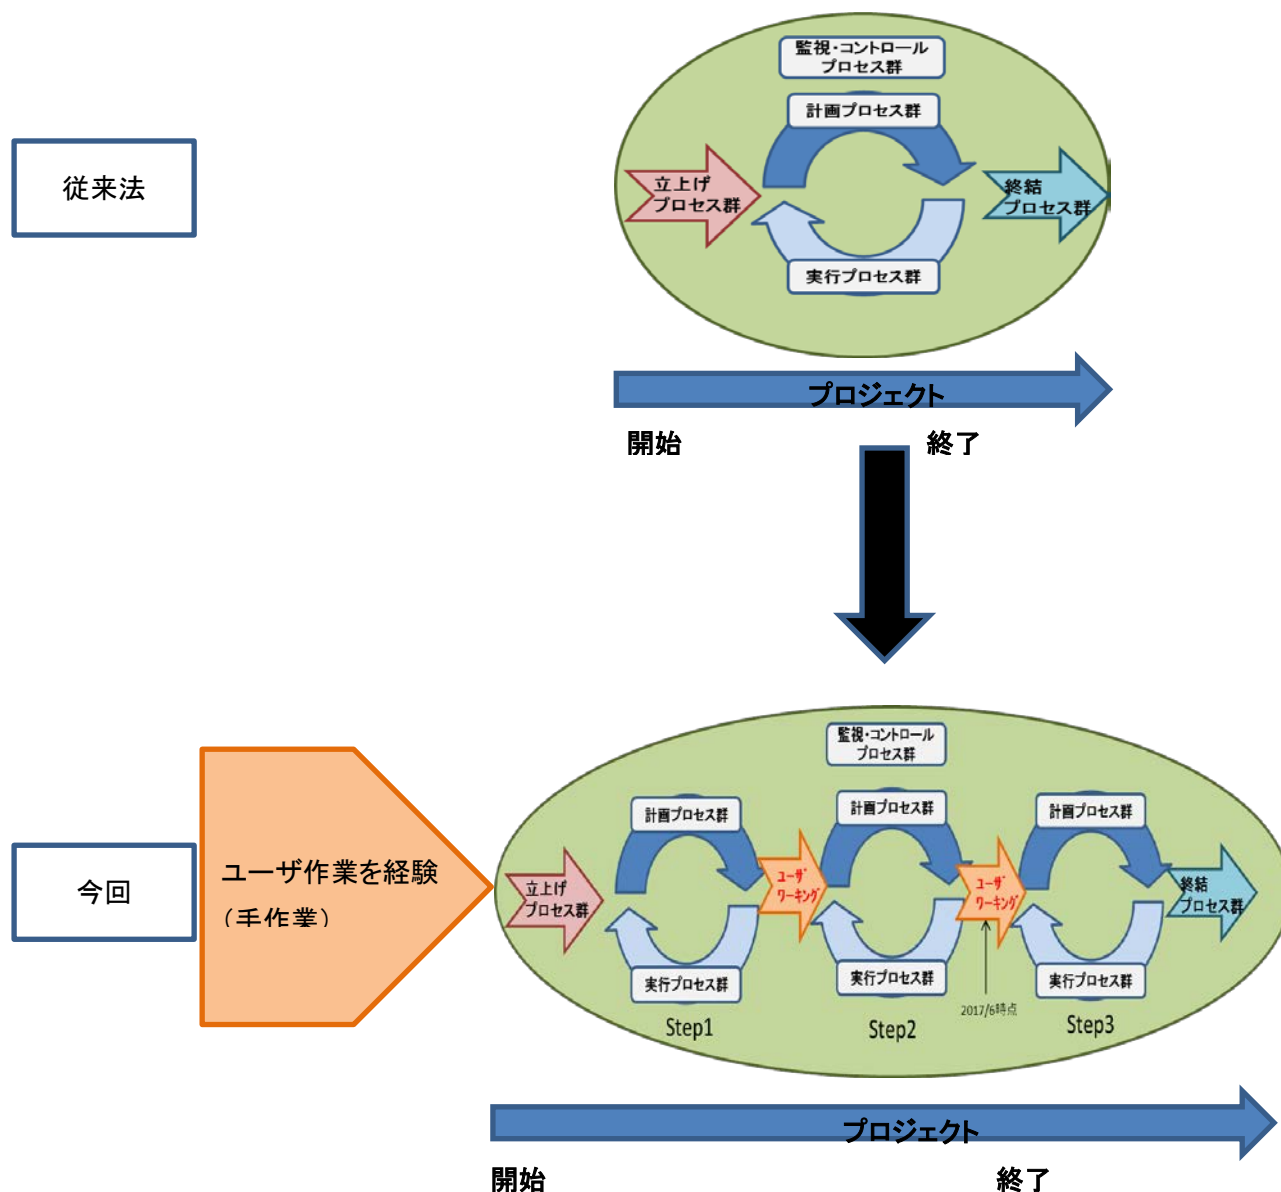 監視・コントロール
プロセス群
計画プロセス群
従来法
立上げ
プロセス群
終結
プロセス群
実行プロセス群
プロジェクト
開始
終了
監視・コントロール
プロセス群
計画プロセス群
計画プロセス群
計画プロセス群
今回
ユーザ作業を経験
(手作業)
立上げ
プロセス群
ユーザ
ワーキング
ユーザ
ワーキング
終結
プロセス群
実行プロセス群
実行プロセス群
実行プロセス群
2017/6時点
Step1
Step2
Step3
プロジェクト
開始
終了